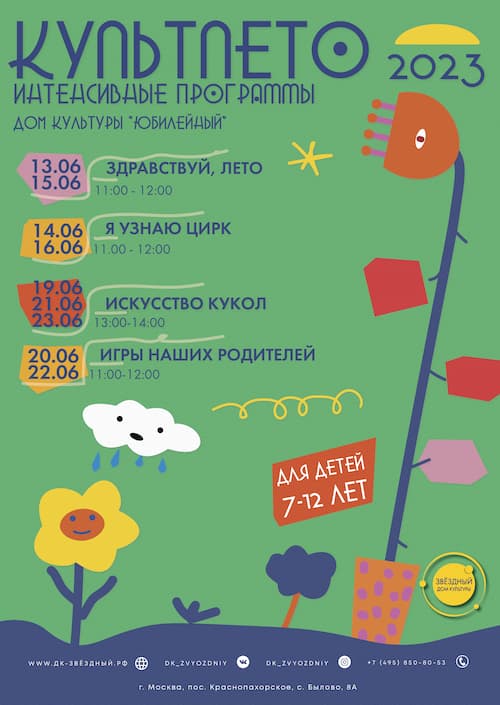 КУЛЬТЛЕТО
2023
ИНТЕНСИВНЫЕ ПРОГРАММЫ
ДОМ КУЛЬТУРЫ "ЮБИЛЕЙНЫЙ"
13.06
15.06
ЗДРАВСТВУЙ, ЛЕТО
11:00 - 12:00
14.06
16.06
Я УЗНАЮ ЦИРК
11.00 - 12:00
19.06
21.06
23.06
ИСКУССТВО КУКОЛ
13:00-14:00
20.06
22.06
ИГРЫ НАШИХ РОДИТЕЛЕЙ
11:00-12:00
ДЛЯ ДЕТЕЙ
7-12 ЛЕТ
ЗВЁЗДНЫЙ
ДОМ КУЛЬТУРЫ
WWW.ДК-ЗВЁЗДНЫЙ.РФ
DK_ZVYOZDNIY
DK_ZVYOZDNIY
+7 (495) 850-80-53
г. Москва, пос. Краснопахорское, с. Былово, 8А